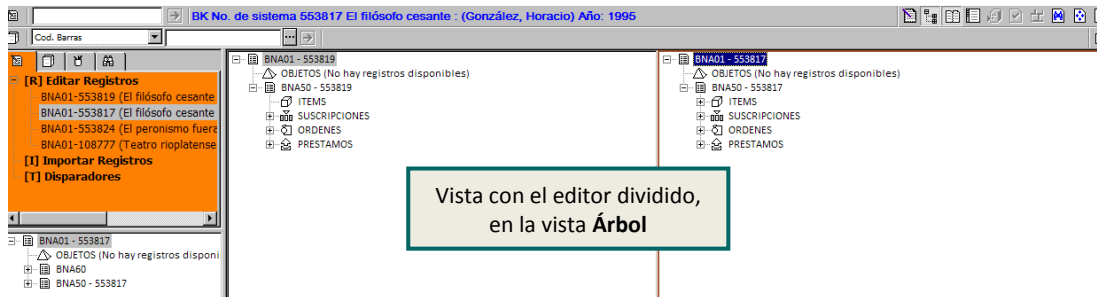 BK No. de sistema 553817 El filósofo cesante : (González, Horacio) Año: 1995
Cod. Barras
[R] Editar Registros
BNA01-553819 (El filósofo cesante
BNA01-553817 (El filósofo cesante
BNA01-553824 (El peronismo fuera
BNA01-108777 (Teatro rioplatense
[I] Importar Registros
[T] Disparadores
BNA01 - 553817
OBJETOS (No hay registros disponi
BNA60
BNA50 - 553817
BNA01 - 553819
OBJETOS (No hay registros disponibles)
BNA50 - 553819
ITEMS
SUSCRIPCIONES
ORDENES
PRESTAMOS
BNA01 - 553817
OBJETOS (No hay registros disponibles)
BNA50 - 553817
ITEMS
SUSCRIPCIONES
ORDENES
PRESTAMOS
Vista con el editor dividido,
en la vista Árbol